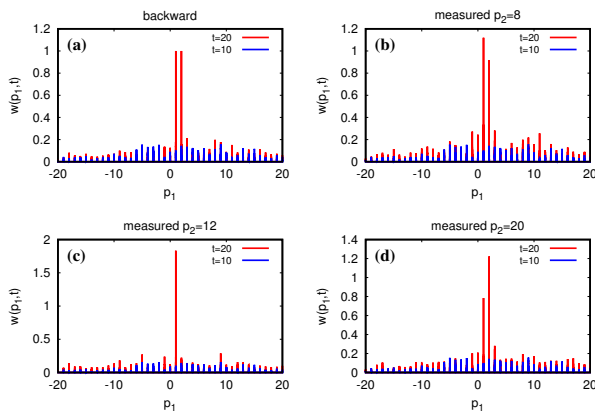 backward
(a)
t=20
t=10
w(p1,t)
1.2
1
0.8
0.6
0.4
0.2
0
-20 -10 0 10 20
p1
measured p2=8
(b)
t=20
t=10
w(p1,t)
1.2
1
0.8
0.6
0.4
0.2
0
-20 -10 0 10 20
p1
measured p2=12
(c)
t=20
t=10
w(p1,t)
2
1.5
1
0.5
0
-20 -10 0 10 20
p1
measured p2=20
(d)
t=20
t=10
w(p1,t)
1.4
1.2
1
0.8
0.6
0.4
0.2
0
-20 -10 0 10 20
p1